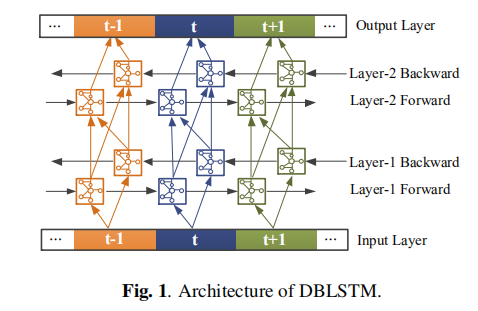 ... t-1 t t+1 ... Output Layer
Layer-2 Backward
Layer-2 Forward
Layer-1 Backward
Layer-1 Forward
... t-1 t t+1 ... Input Layer
Fig. 1. Architecture of DBLSTM.